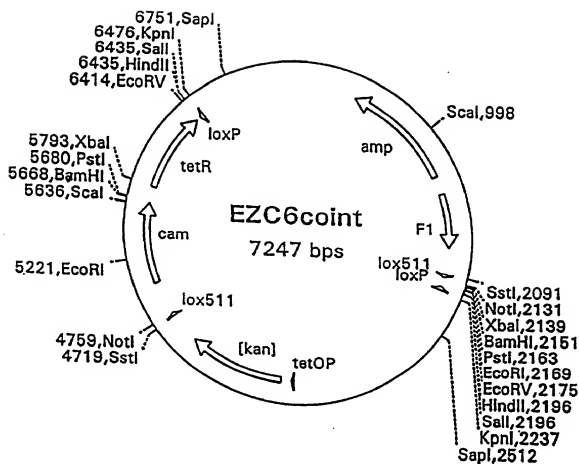 6751,SapI
6476,KpnI
6435,SalI
6435,HindII
6414,EcoRV
5793,XbaI
5680,PstI
5668,BamHI
5636,ScaI
5,221,EcoRI
4759,NotI
4719,SstI
loxP
tetR
cam
lox511
[kan]
tetOP
EZC6coint
7247 bps
amp
F1
lox511
loxP
ScaI,998
SstI,2091
NotI,2131
XbaI,2139
BamHI,2151
PstI,2163
EcoRI,2169
EcoRV,2175
HindII,2196
SalI,2196
KpnI,2237
SapI,2512